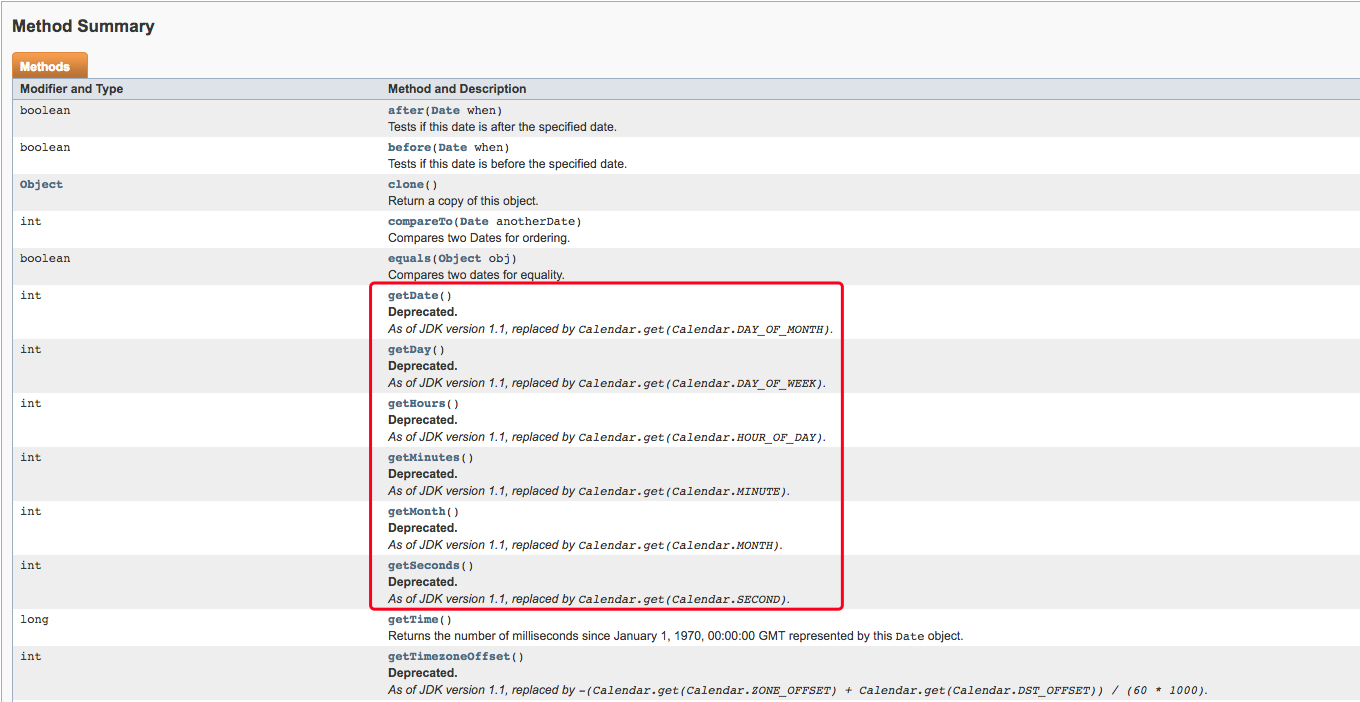 Method Summary
Methods
Modifier and Type Method and Description
boolean after(Date when)
Tests if this date is after the specified date.
boolean before(Date when)
Tests if this date is before the specified date.
Object clone()
Return a copy of this object.
int compareTo(Date anotherDate)
Compares two Dates for ordering.
boolean equals(Object obj)
Compares two dates for equality.
int getDate()
Deprecated.
As of JDK version 1.1, replaced by Calendar.get(Calendar.DAY_OF_MONTH).
int getDay()
Deprecated.
As of JDK version 1.1, replaced by Calendar.get(Calendar.DAY_OF_WEEK).
int getHours()
Deprecated.
As of JDK version 1.1, replaced by Calendar.get(Calendar.HOUR_OF_DAY).
int getMinutes()
Deprecated.
As of JDK version 1.1, replaced by Calendar.get(Calendar.MINUTE).
int getMonth()
Deprecated.
As of JDK version 1.1, replaced by Calendar.get(Calendar.MONTH).
int getSeconds()
Deprecated.
As of JDK version 1.1, replaced by Calendar.get(Calendar.SECOND).
long getTime()
Returns the number of milliseconds since January 1, 1970, 00:00:00 GMT represented by this Date object.
int getTimezoneOffset()
Deprecated.
As of JDK version 1.1, replaced by -(Calendar.get(Calendar.ZONE_OFFSET) + Calendar.get(Calendar.DST_OFFSET)) / (60 * 1000).